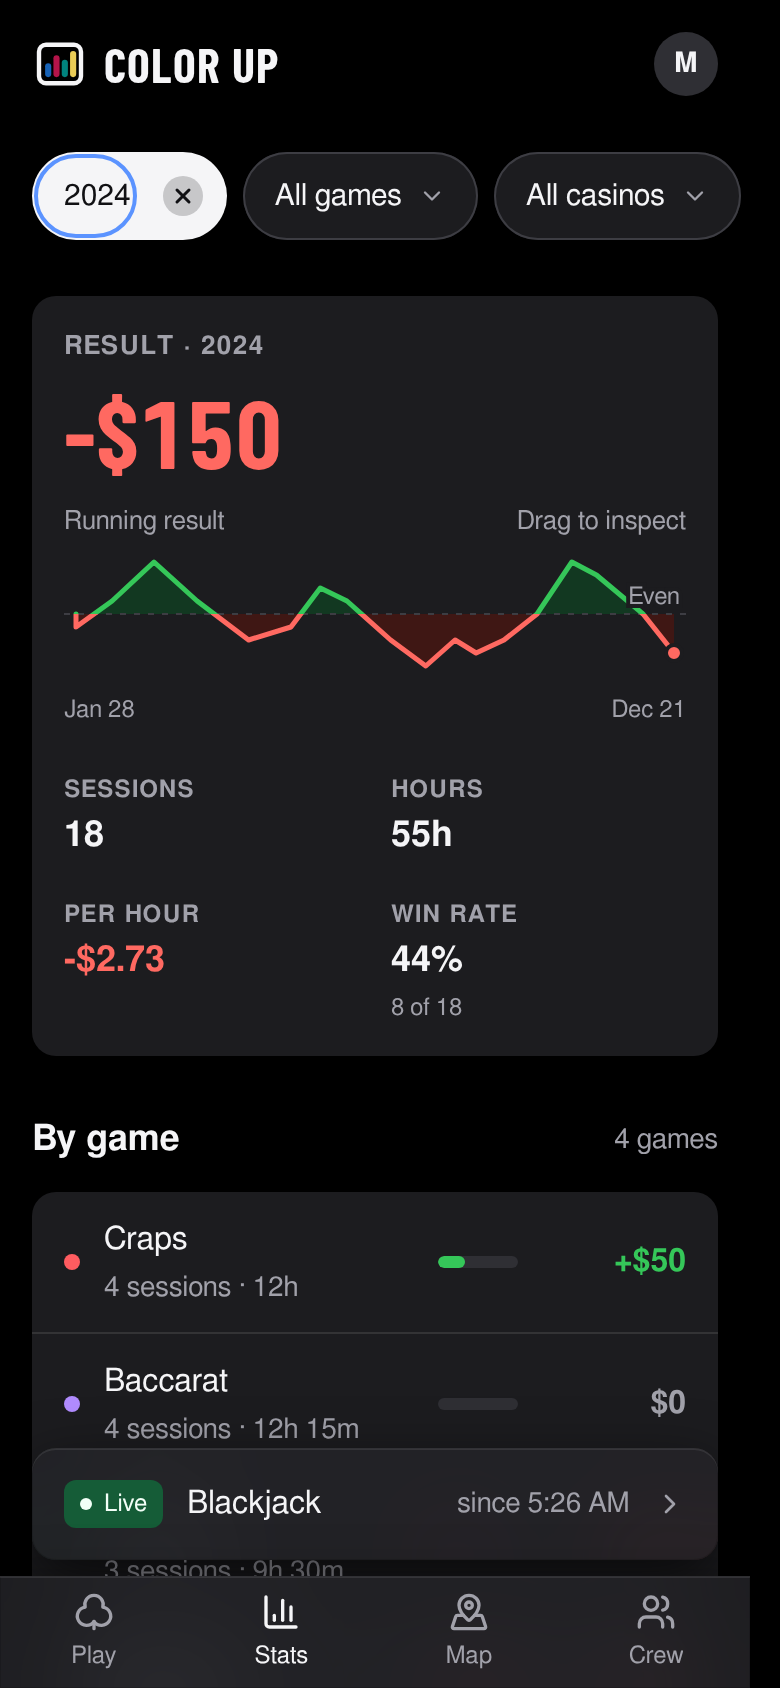 COLOR UP
M
2024
All games
All casinos
RESULT · 2024
-$150
Running result
Drag to inspect
Even
Jan 28
Dec 21
SESSIONS
HOURS
18
55h
PER HOUR
WIN RATE
-$2.73
44%
8 of 18
By game
4 games
Craps
+$50
4 sessions · 12h
Baccarat
$0
4 sessions · 12h 15m
Live
Blackjack
since 5:26 AM
3 sessions · 9h 30m
Play
Stats
Map
Crew